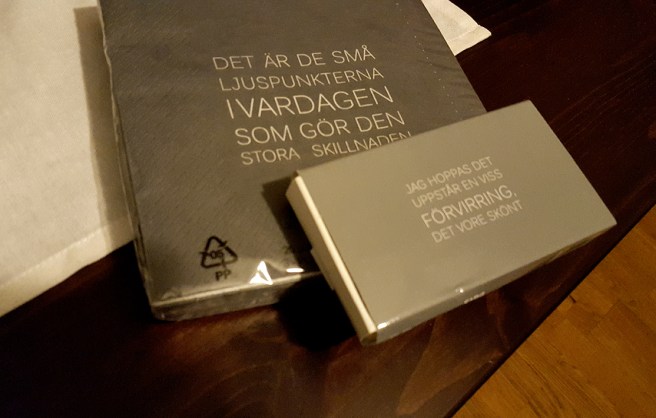 DET ÄR DE SMÅ
LJUSPUNKTERNA
I VARDAGEN
SOM GÖR DEN
STORA SKILLNADEN
05
PP
JAG HOPPAS DET
UPPSTÅR EN VISS
FÖRVIRRING,
DET VORE SKÖNT